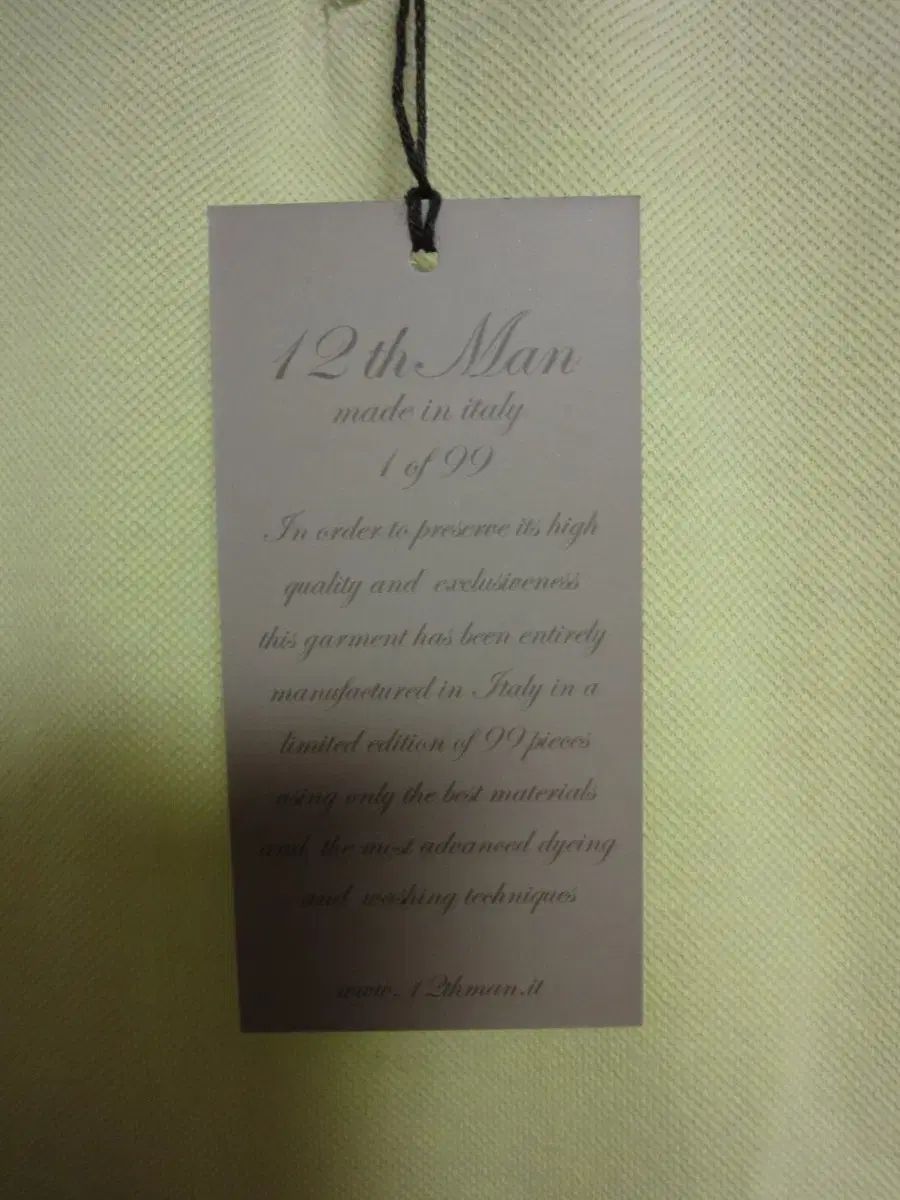 12th Man
made in italy
1 of 99
In order to preserve its high
quality and exclusiveness
this garment has been entirely
manufactured in Italy in a
limited edition of 99 pieces
using only the best materials
and the most advanced dyeing
and washing techniques
www.12thman.it